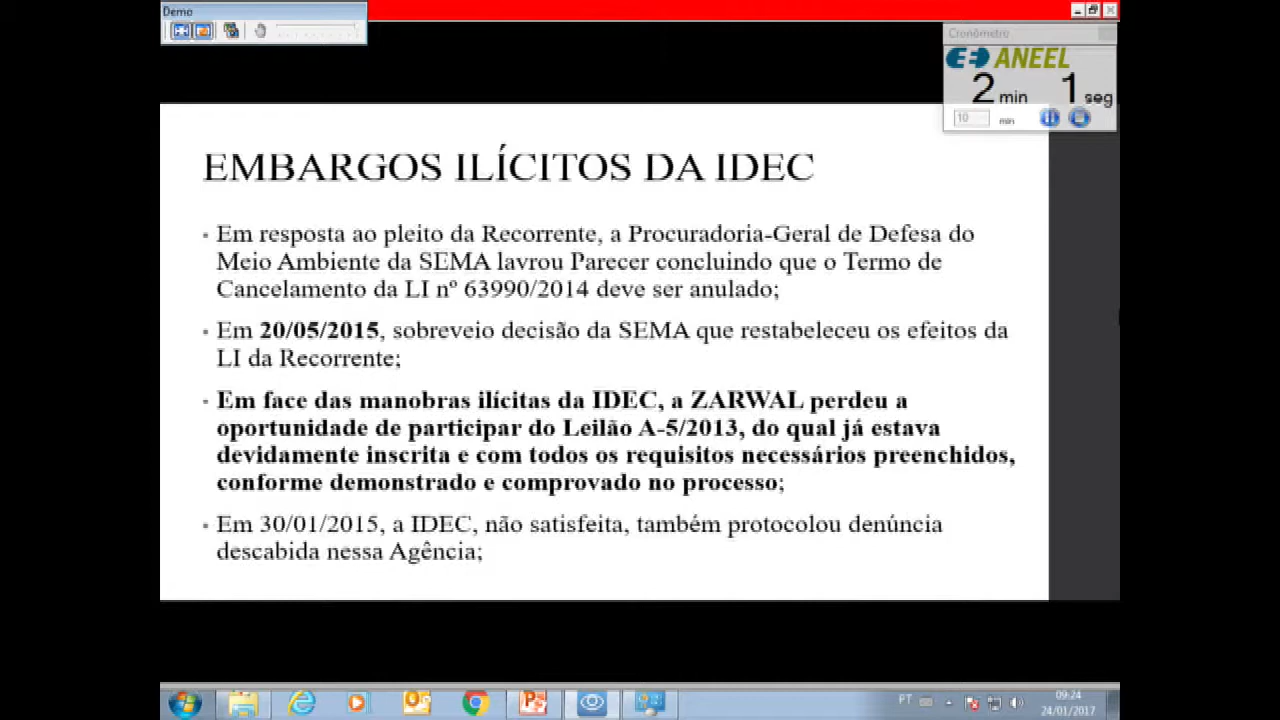 Demo
Cronômetro
ANEEL
2 min 1 seg
10 min
EMBARGOS ILÍCITOS DA IDEC
Em resposta ao pleito da Recorrente, a Procuradoria-Geral de Defesa do
Meio Ambiente da SEMA lavrou Parecer concluindo que o Termo de
Cancelamento da LI nº 63990/2014 deve ser anulado;
Em 20/05/2015, sobreveio decisão da SEMA que restabeleceu os efeitos da
LI da Recorrente;
Em face das manobras ilícitas da IDEC, a ZARWAL perdeu a
oportunidade de participar do Leilão A-5/2013, do qual já estava
devidamente inscrita e com todos os requisitos necessários preenchidos,
conforme demonstrado e comprovado no processo;
Em 30/01/2015, a IDEC, não satisfeita, também protocolou denúncia
descabida nessa Agência;
PT
09:24
24/01/2017